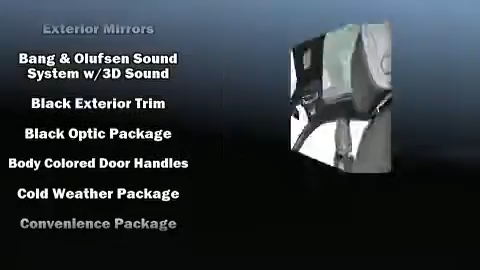 Exterior Mirrors
Bang & Olufsen Sound
System w/3D Sound
Black Exterior Trim
Black Optic Package
Body Colored Door Handles
Cold Weather Package
Convenience Package